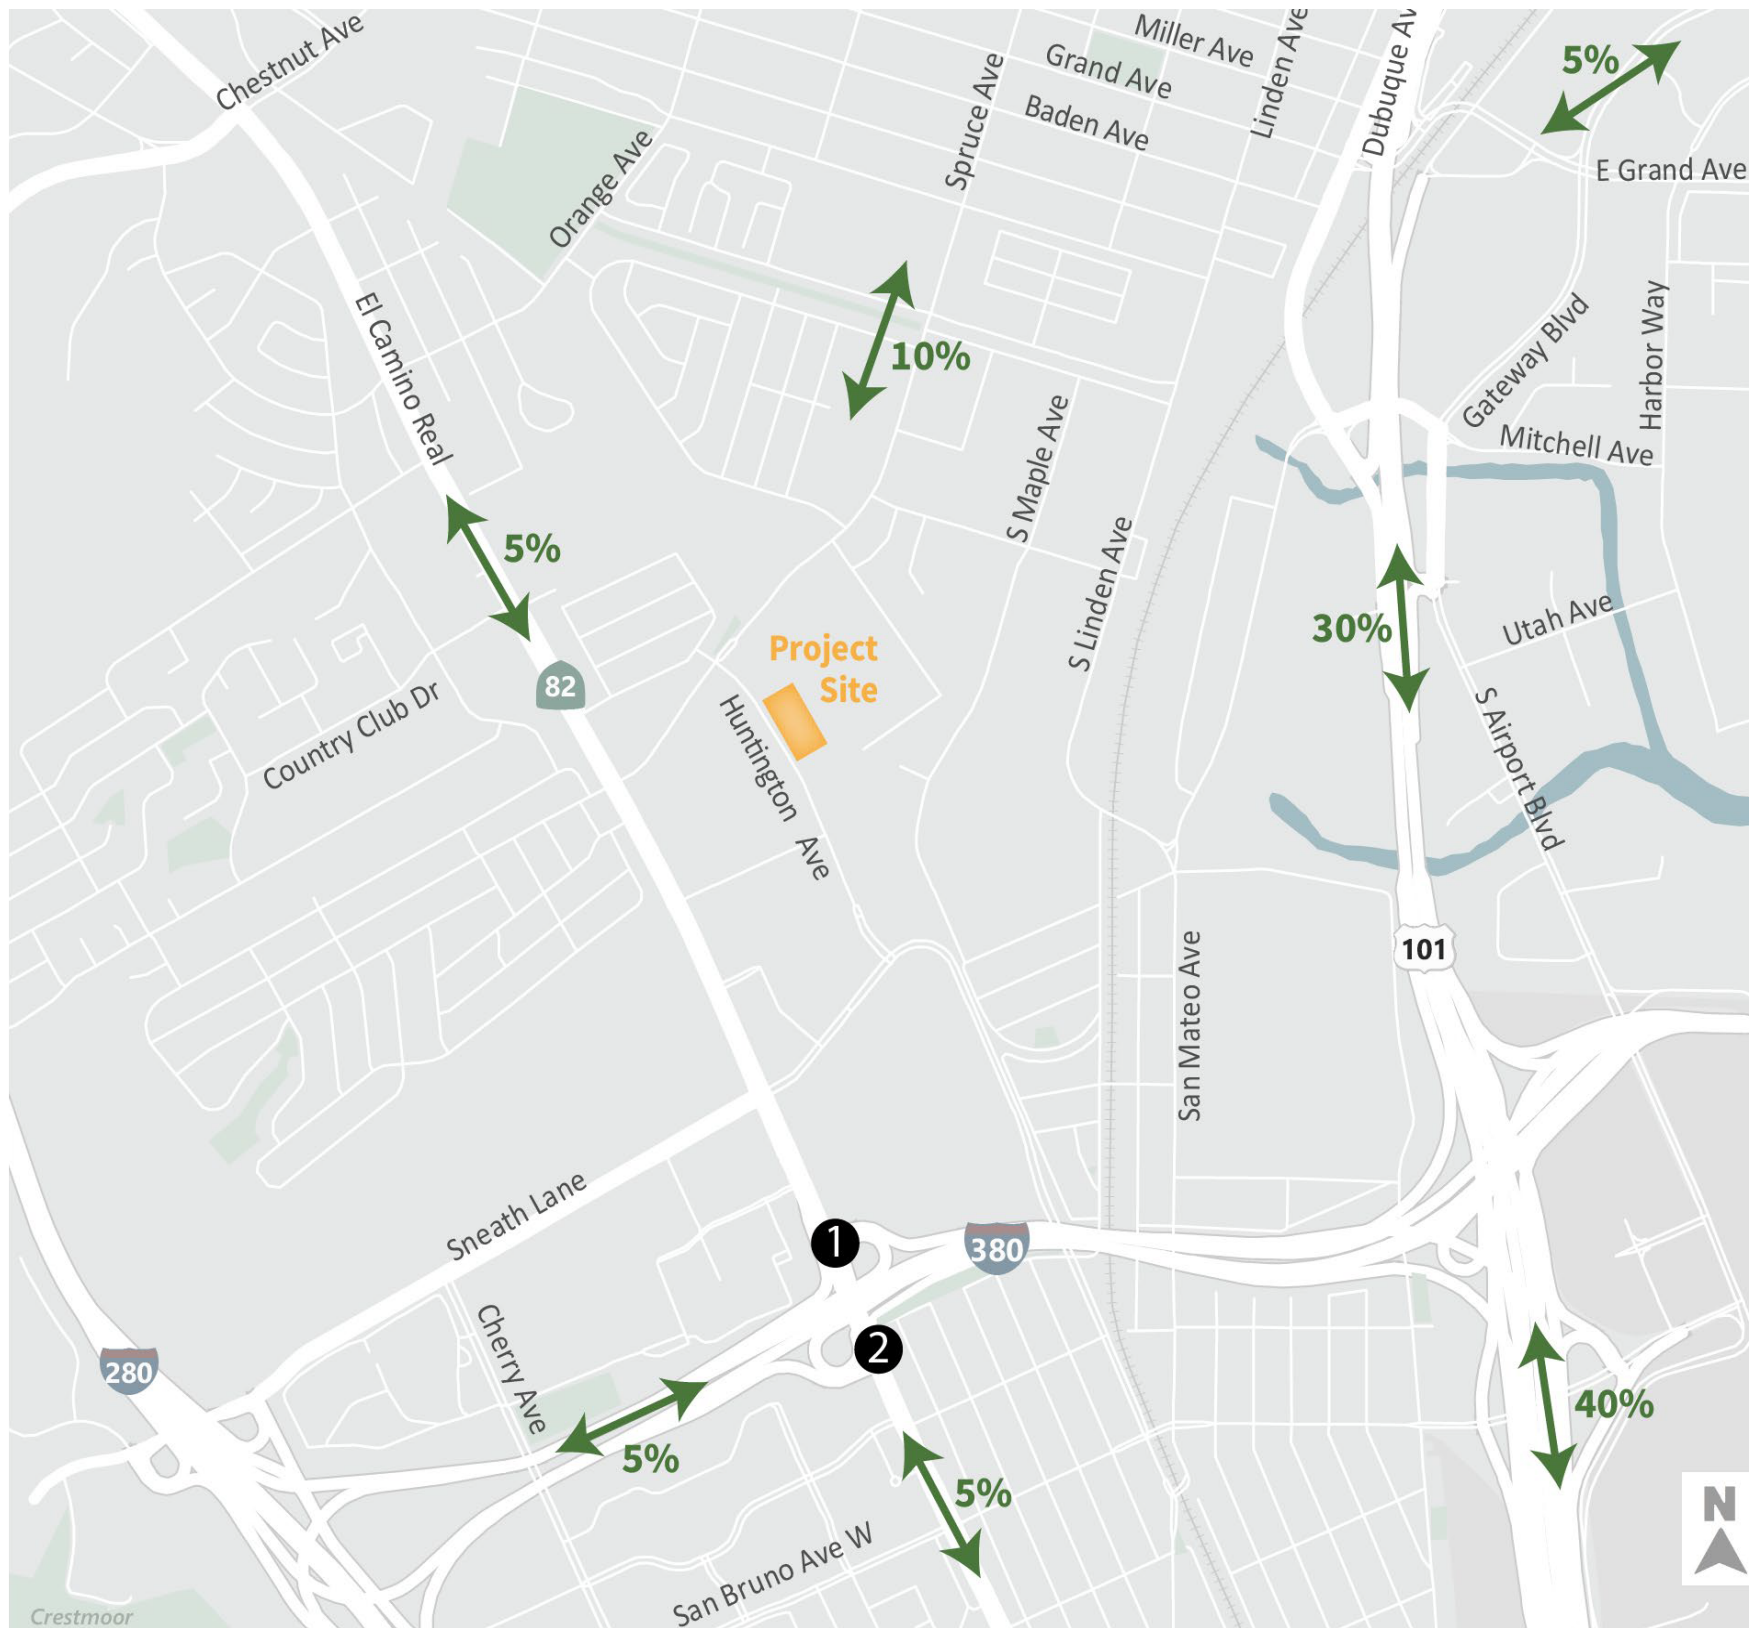 Chestnut Ave
Miller Ave
Grand Ave
Baden Ave
Linden Ave
Dubuque Av
5%
E Grand Ave
Spruce Ave
Orange Ave
El Camino Real
10%
Gateway Blvd
Harbor Way
Mitchell Ave
S Maple Ave
S Linden Ave
5%
30%
Utah Ave
Project
Site
82
Country Club Dr
Huntington Ave
S Airport Blvd
101
San Mateo Ave
Sneath Lane
1
380
2
280
Cherry Ave
5%
5%
40%
San Bruno Ave W
N
Crestmoor